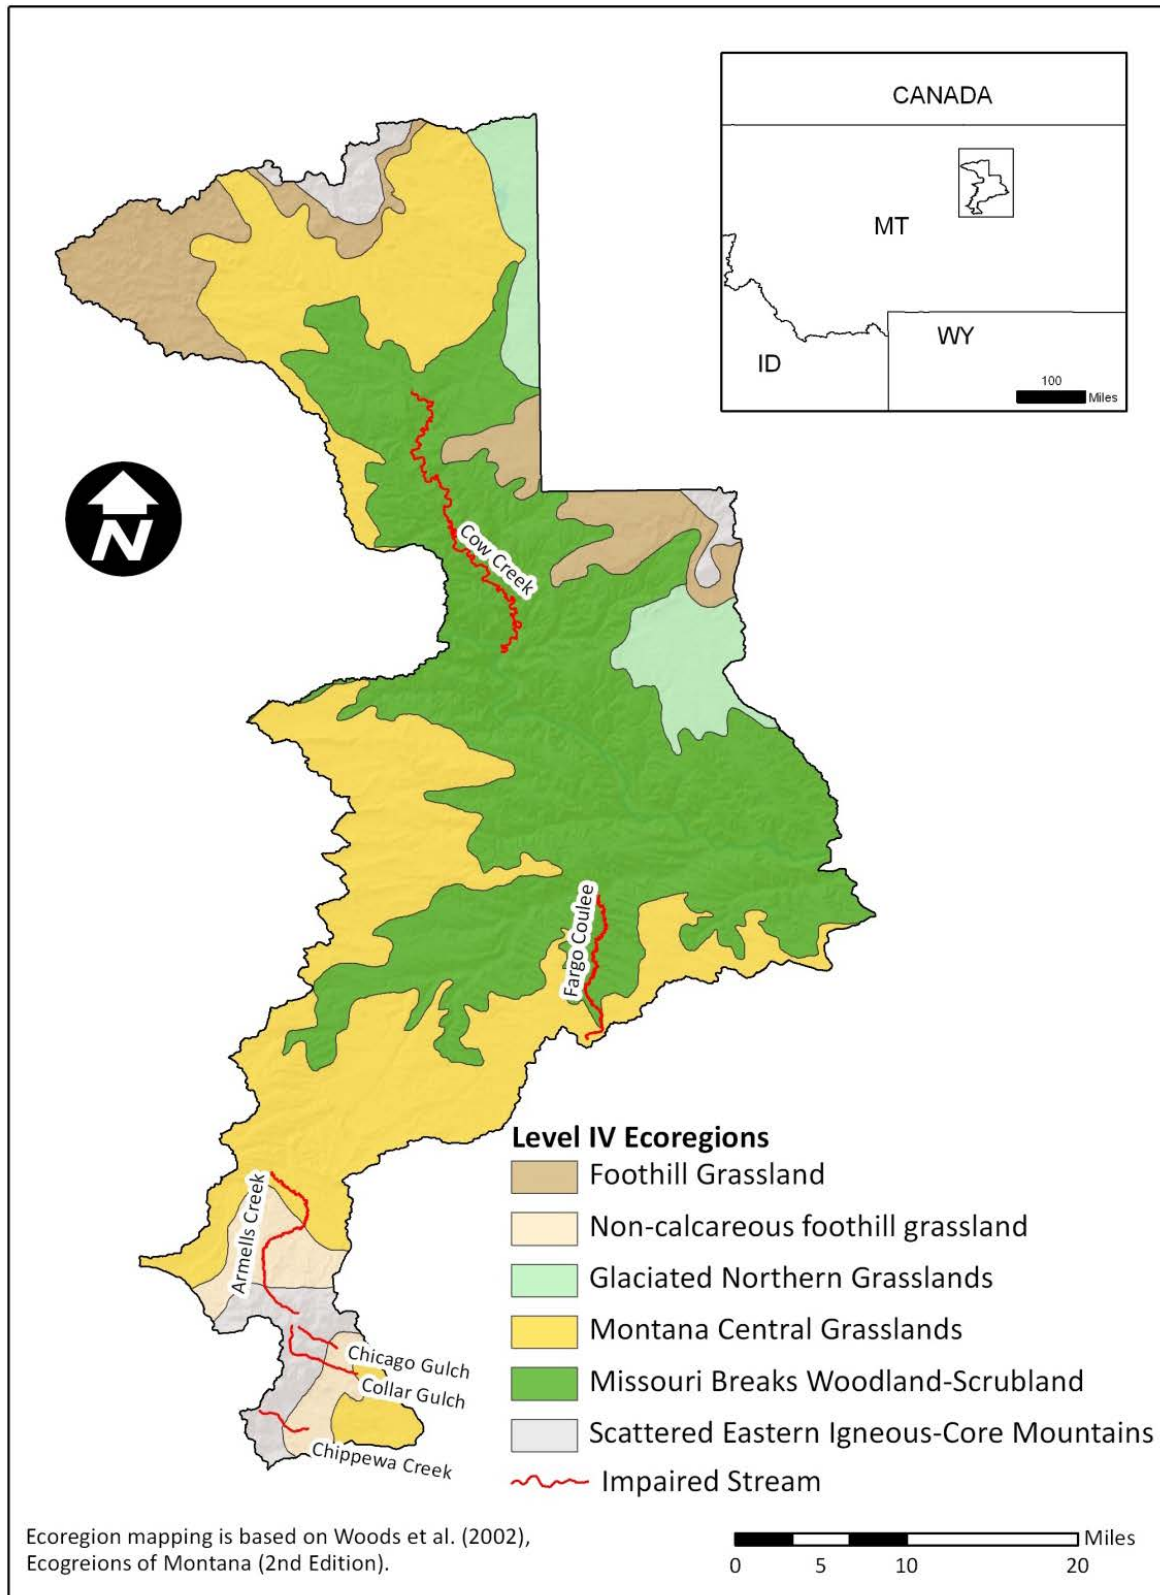 CANADA
MT
WY
ID
100
Miles
N
Cow Creek
Fargo Coulee
Armells Creek
Chicago Gulch
Collar Gulch
Chippewa Creek
Level IV Ecoregions
Foothill Grassland
Non-calcareous foothill grassland
Glaciated Northern Grasslands
Montana Central Grasslands
Missouri Breaks Woodland-Scrubland
Scattered Eastern Igneous-Core Mountains
Impaired Stream
Ecoregion mapping is based on Woods et al. (2002),
Ecogreions of Montana (2nd Edition).
Miles
0 5 10 20